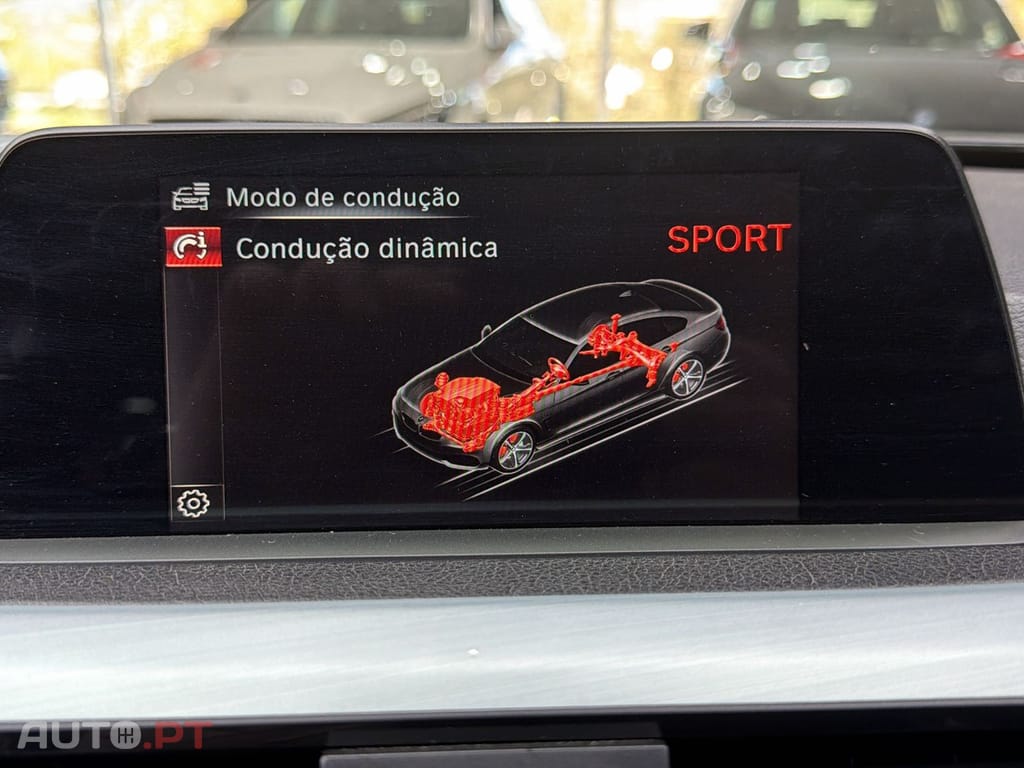 Modo de condução
Condução dinâmica
SPORT
AUTO.PT